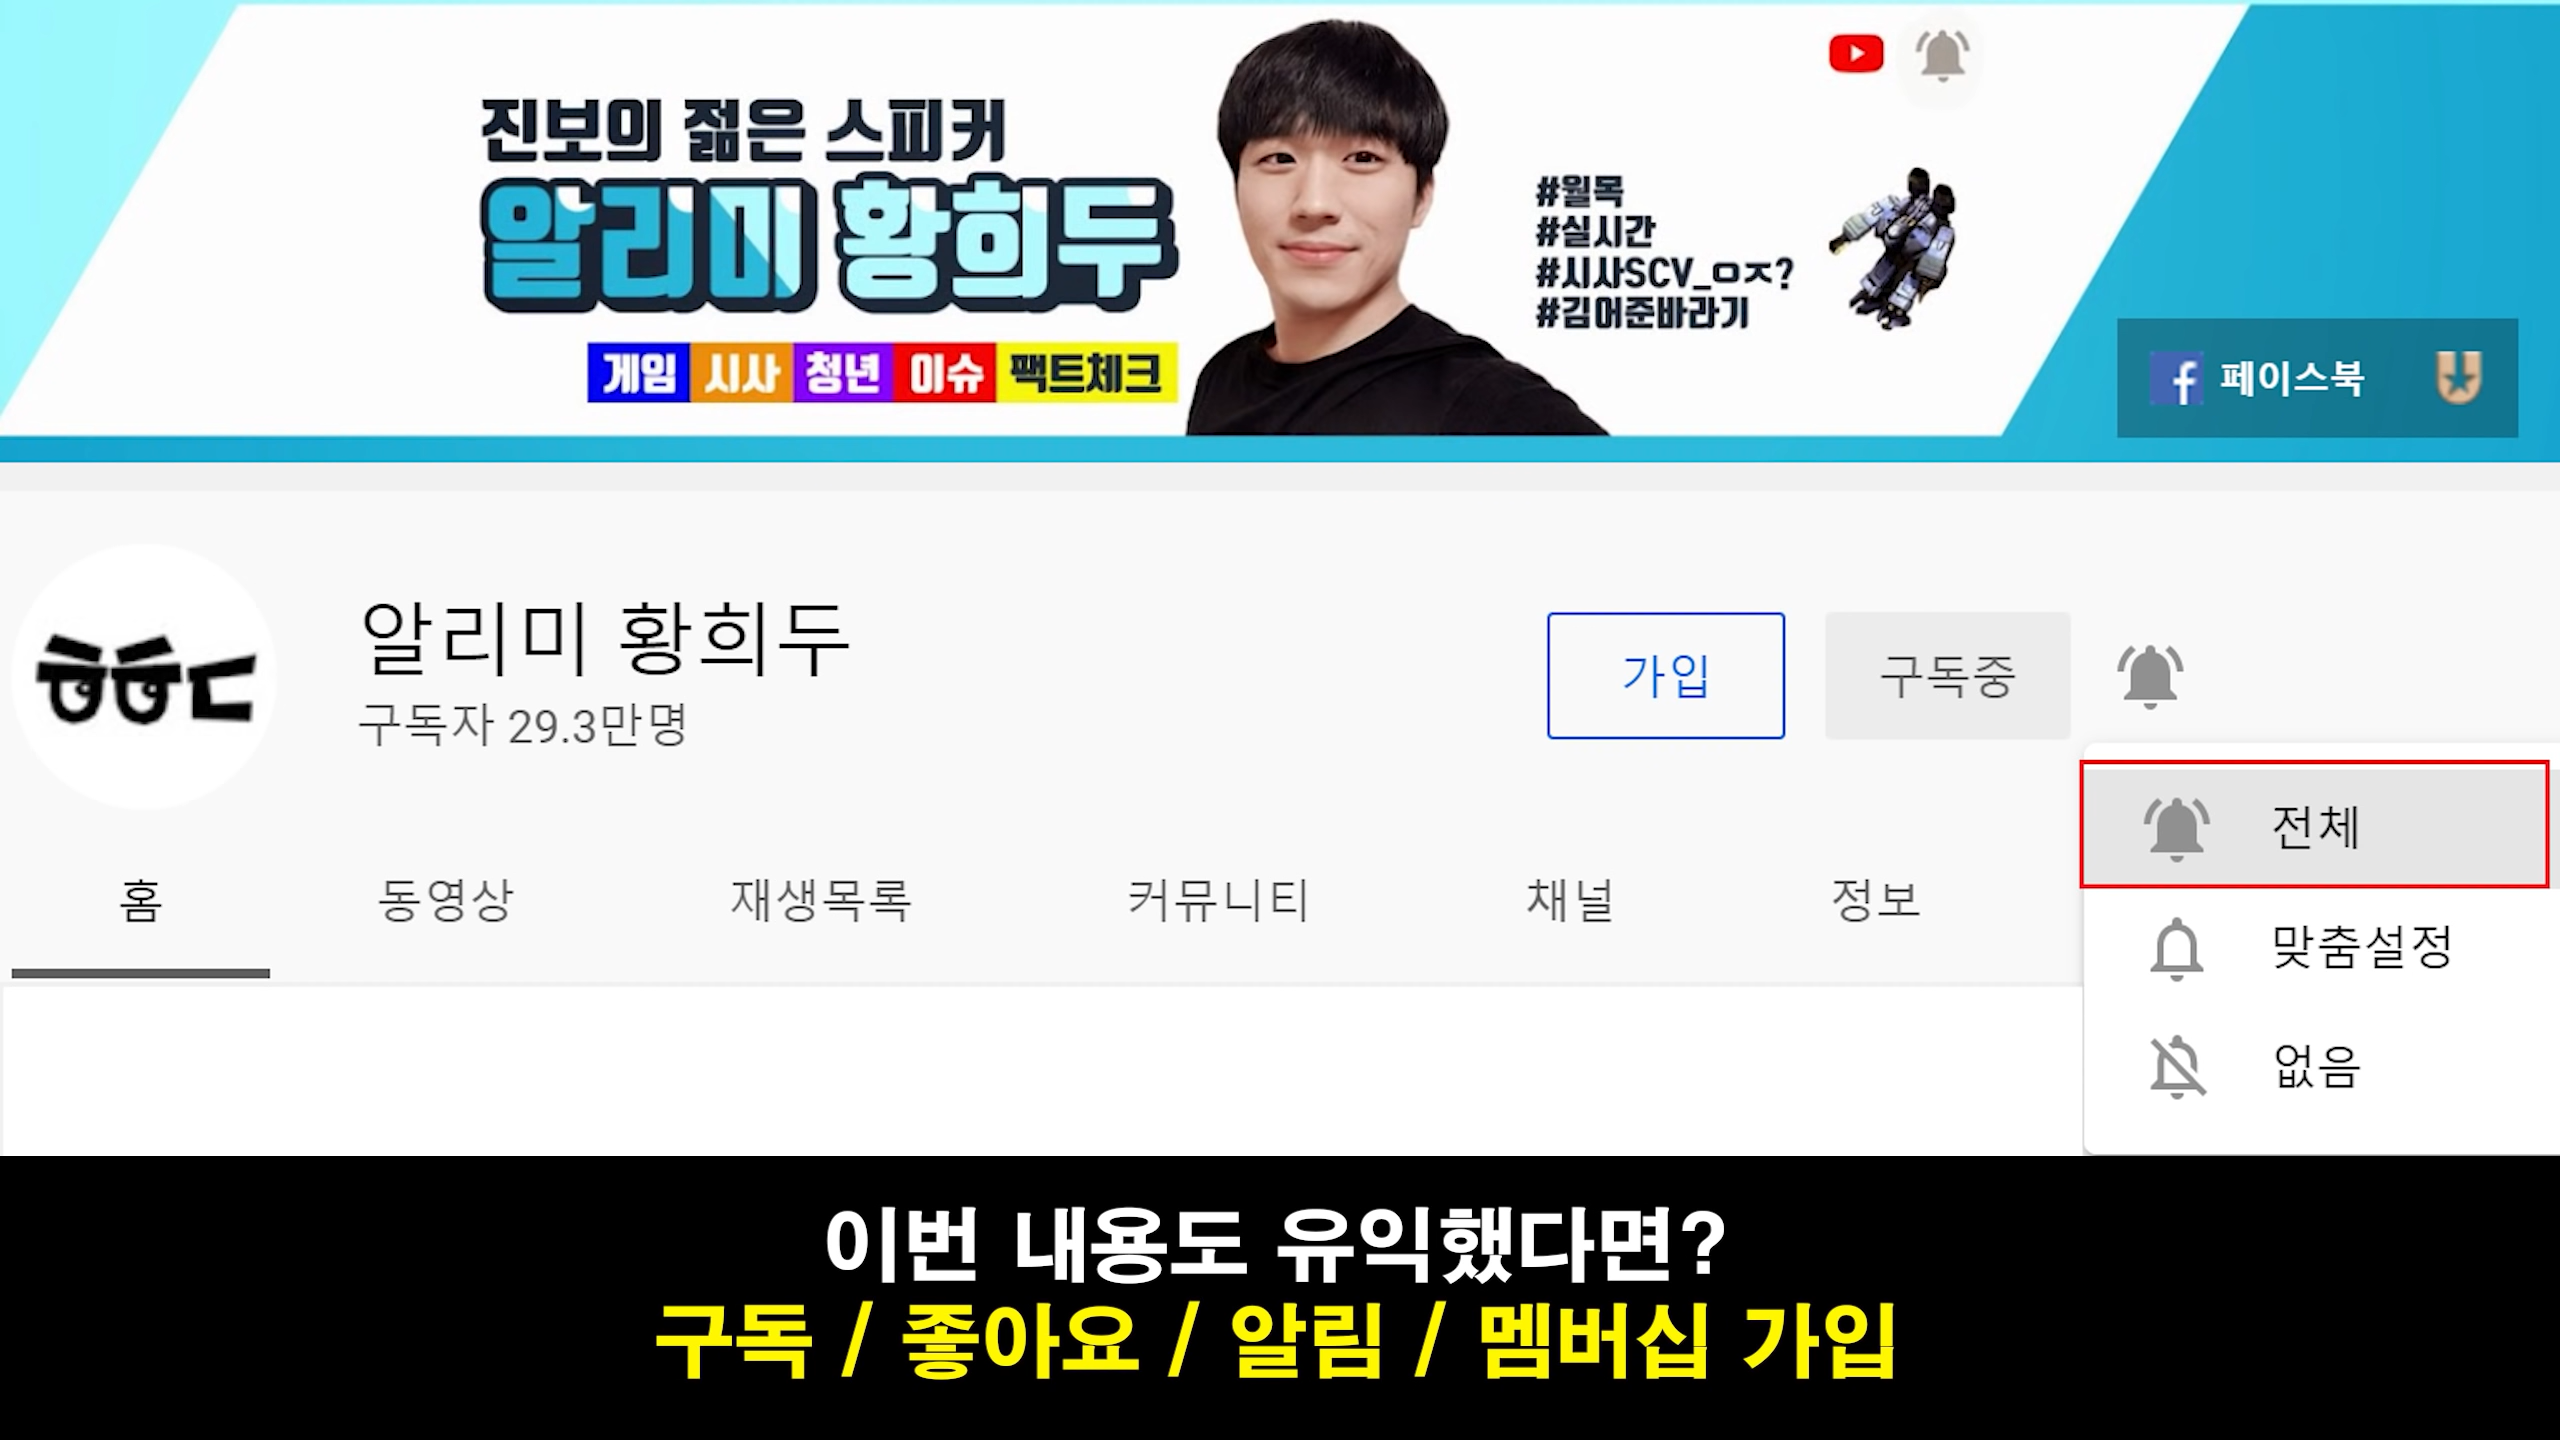 진보의 젊은 스피커
알리미 황희두
게임 시사 청년 이슈 팩트체크
#월목
#실시간
#시사SCV_ㅁㅈ?
#김어준바라기
f 페이스북
ㅎㅎㄷ
알리미 황희두
구독자 29.3만명
가입
구독중
홈 동영상 재생목록 커뮤니티 채널 정보
전체
맞춤설정
없음
이번 내용도 유익했다면?
구독 / 좋아요 / 알림 / 멤버십 가입